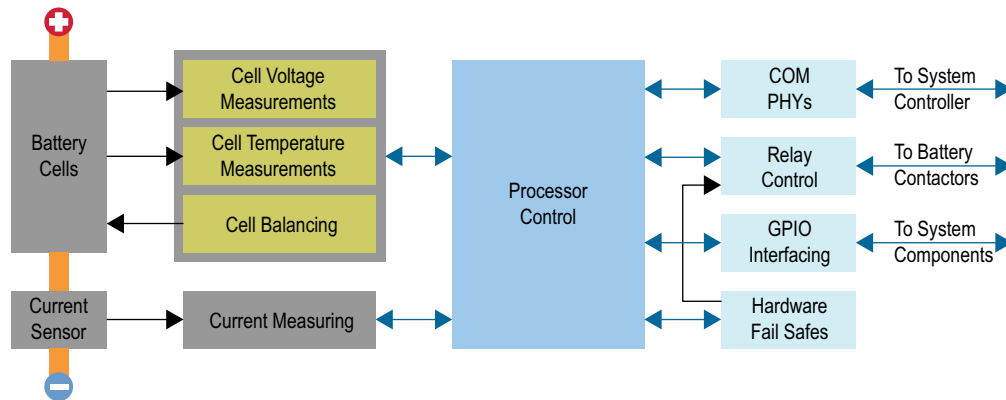 Battery
Cells
Cell Voltage
Measurements
Cell Temperature
Measurements
Cell Balancing
Current
Sensor
Current Measuring
Processor
Control
COM
PHYs
To System
Controller
Relay
Control
To Battery
Contactors
GPIO
Interfacing
To System
Components
Hardware
Fail Safes